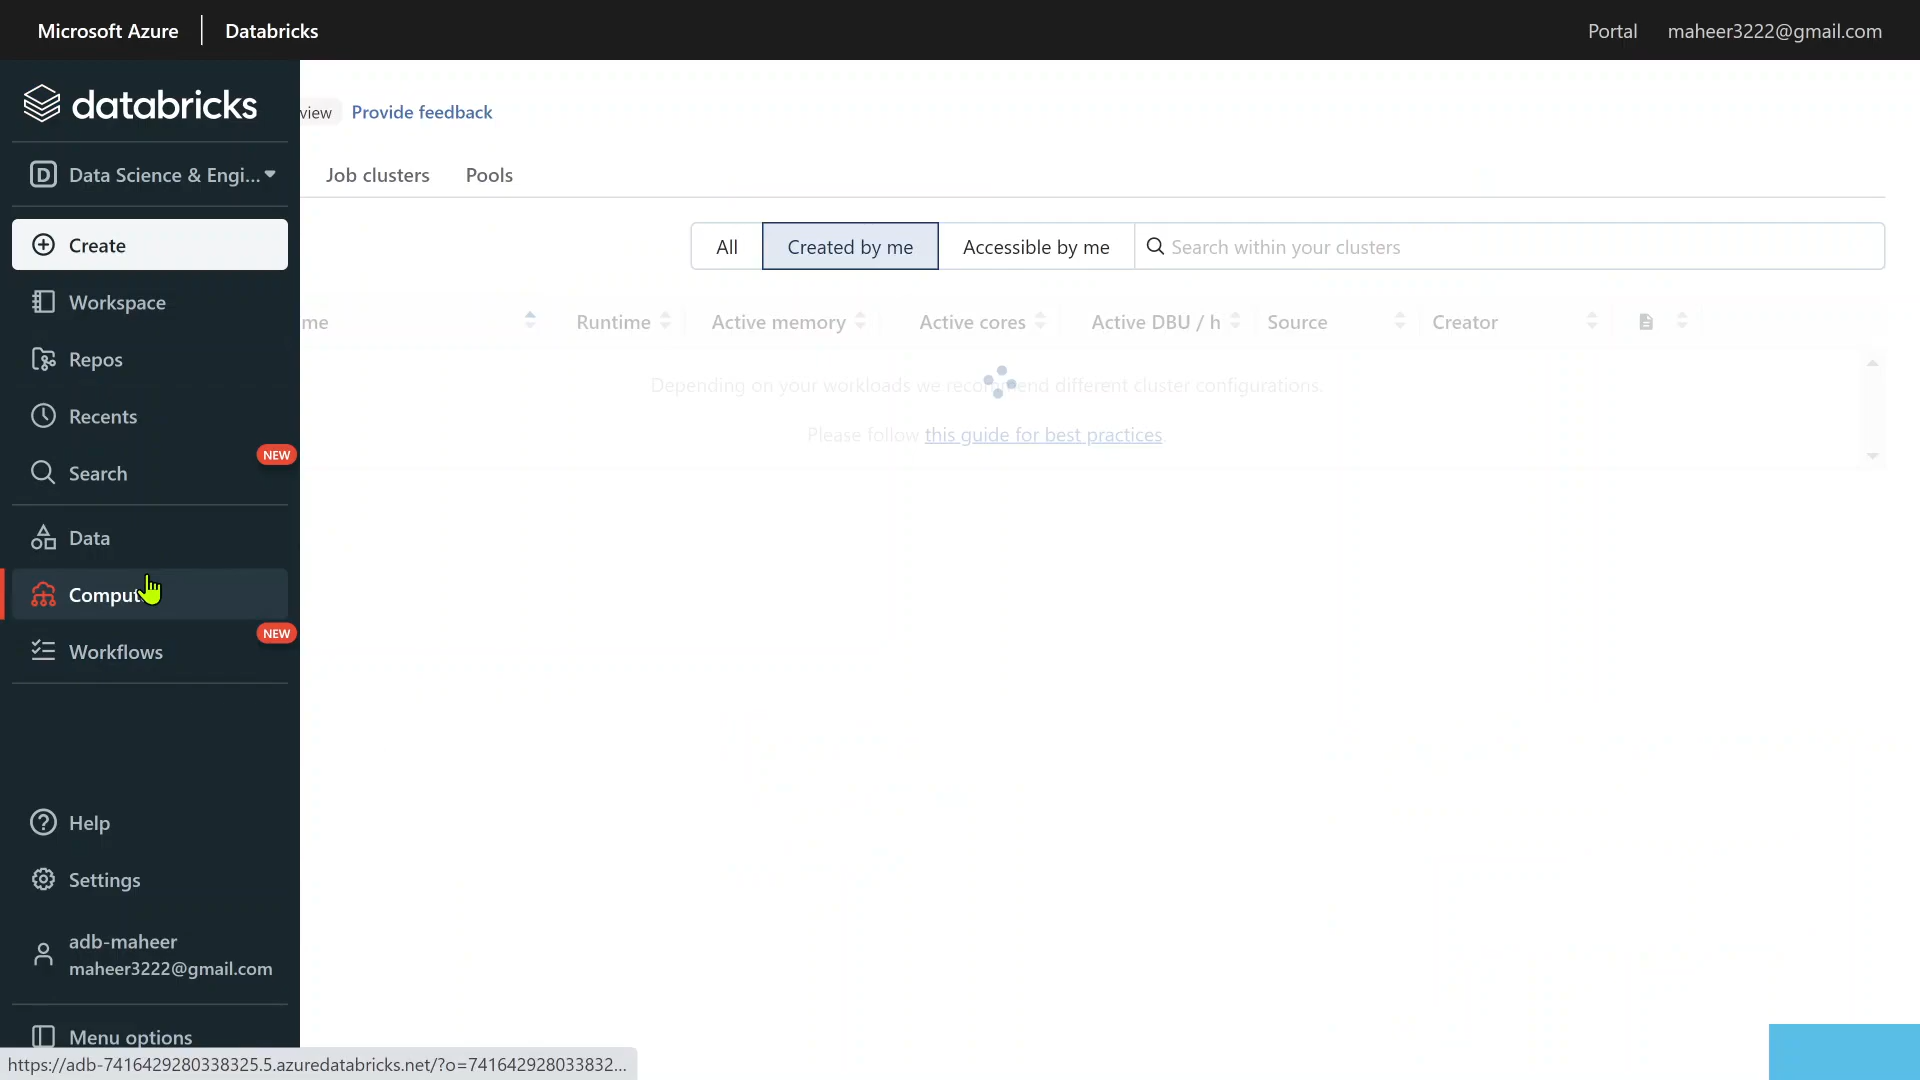 Microsoft Azure Databricks Portal maheer3222@gmail.com
databricks
view Provide feedback
D Data Science & Engi...
Job clusters Pools
Create
All Created by me Accessible by me Search within your clusters
Workspace
me Runtime Active memory Active cores Active DBU / h Source Creator
Repos
Depending on your workloads we recommend different cluster configurations.
Recents
Please follow this guide for best practices
NEW
Search
Data
Comput
NEW
Workflows
Help
Settings
adb-maheer
maheer3222@gmail.com
Menu options
https://adb-7416429280338325.5.azuredatabricks.net/?o=741642928033832...